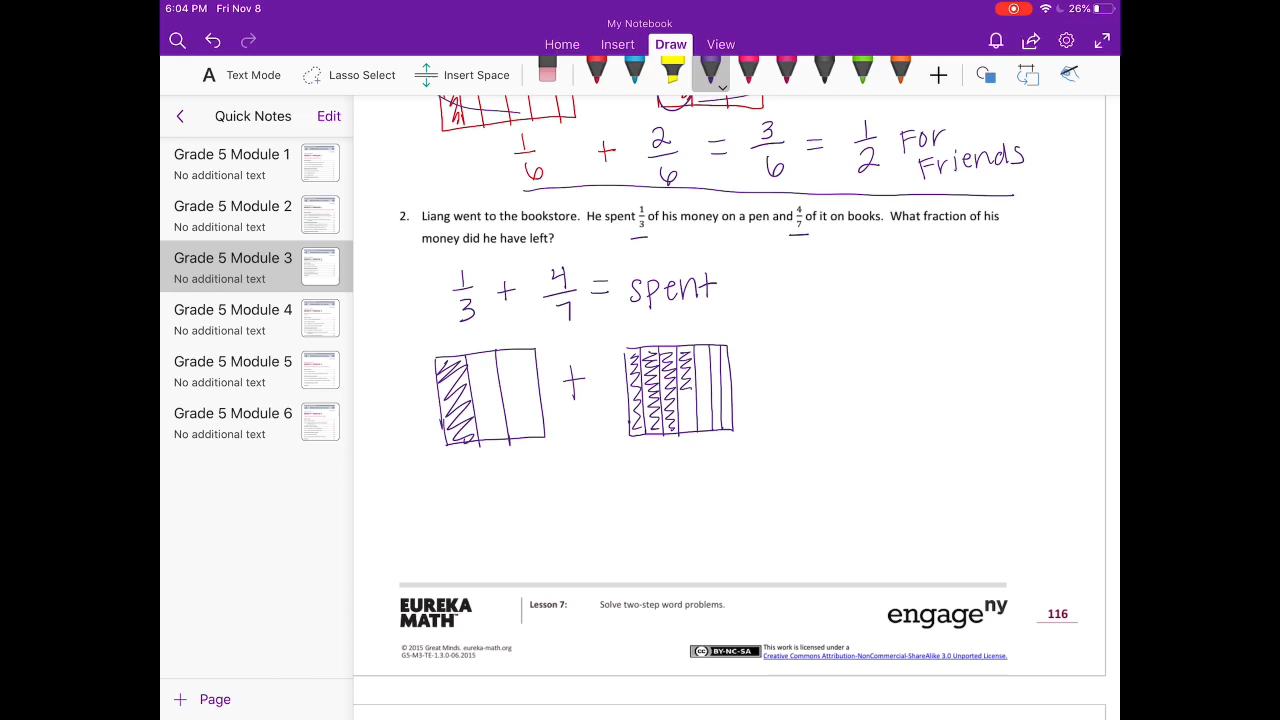 6:04 PM Fri Nov 8
My Notebook
26%
Home Insert Draw View
A Text Mode Lasso Select Insert Space
Quick Notes Edit
Grade 5 Module 1
No additional text
Grade 5 Module 2
No additional text
Grade 5 Module 3
No additional text
Grade 5 Module 4
No additional text
Grade 5 Module 5
No additional text
Grade 5 Module 6
No additional text
+ Page
1/6 + 2/6 = 3/6 = 1/2 For Friends
2. Liang went to the bookstore. He spent 1/3 of his money on a pen and 4/7 of it on books. What fraction of his
money did he have left?
1/3 + 4/7 = spent
+
EUREKA MATH™
Lesson 7: Solve two-step word problems.
engageny
116
© 2015 Great Minds. eureka-math.org
G5-M3-TE-1.3.0-06.2015
CC BY-NC-SA
This work is licensed under a
Creative Commons Attribution-NonCommercial-ShareAlike 3.0 Unported License.